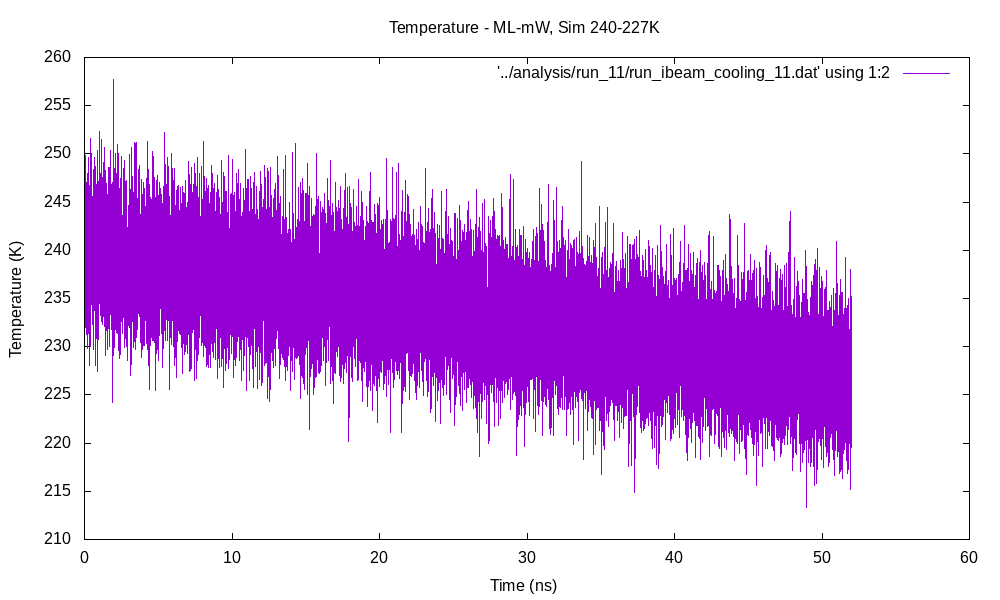 Temperature - ML-mW, Sim 240-227K
'../analysis/run_11/run_ibeam_cooling_11.dat' using 1:2
260
255
250
245
240
235
230
225
220
215
210
Temperature (K)
0 10 20 30 40 50 60
Time (ns)